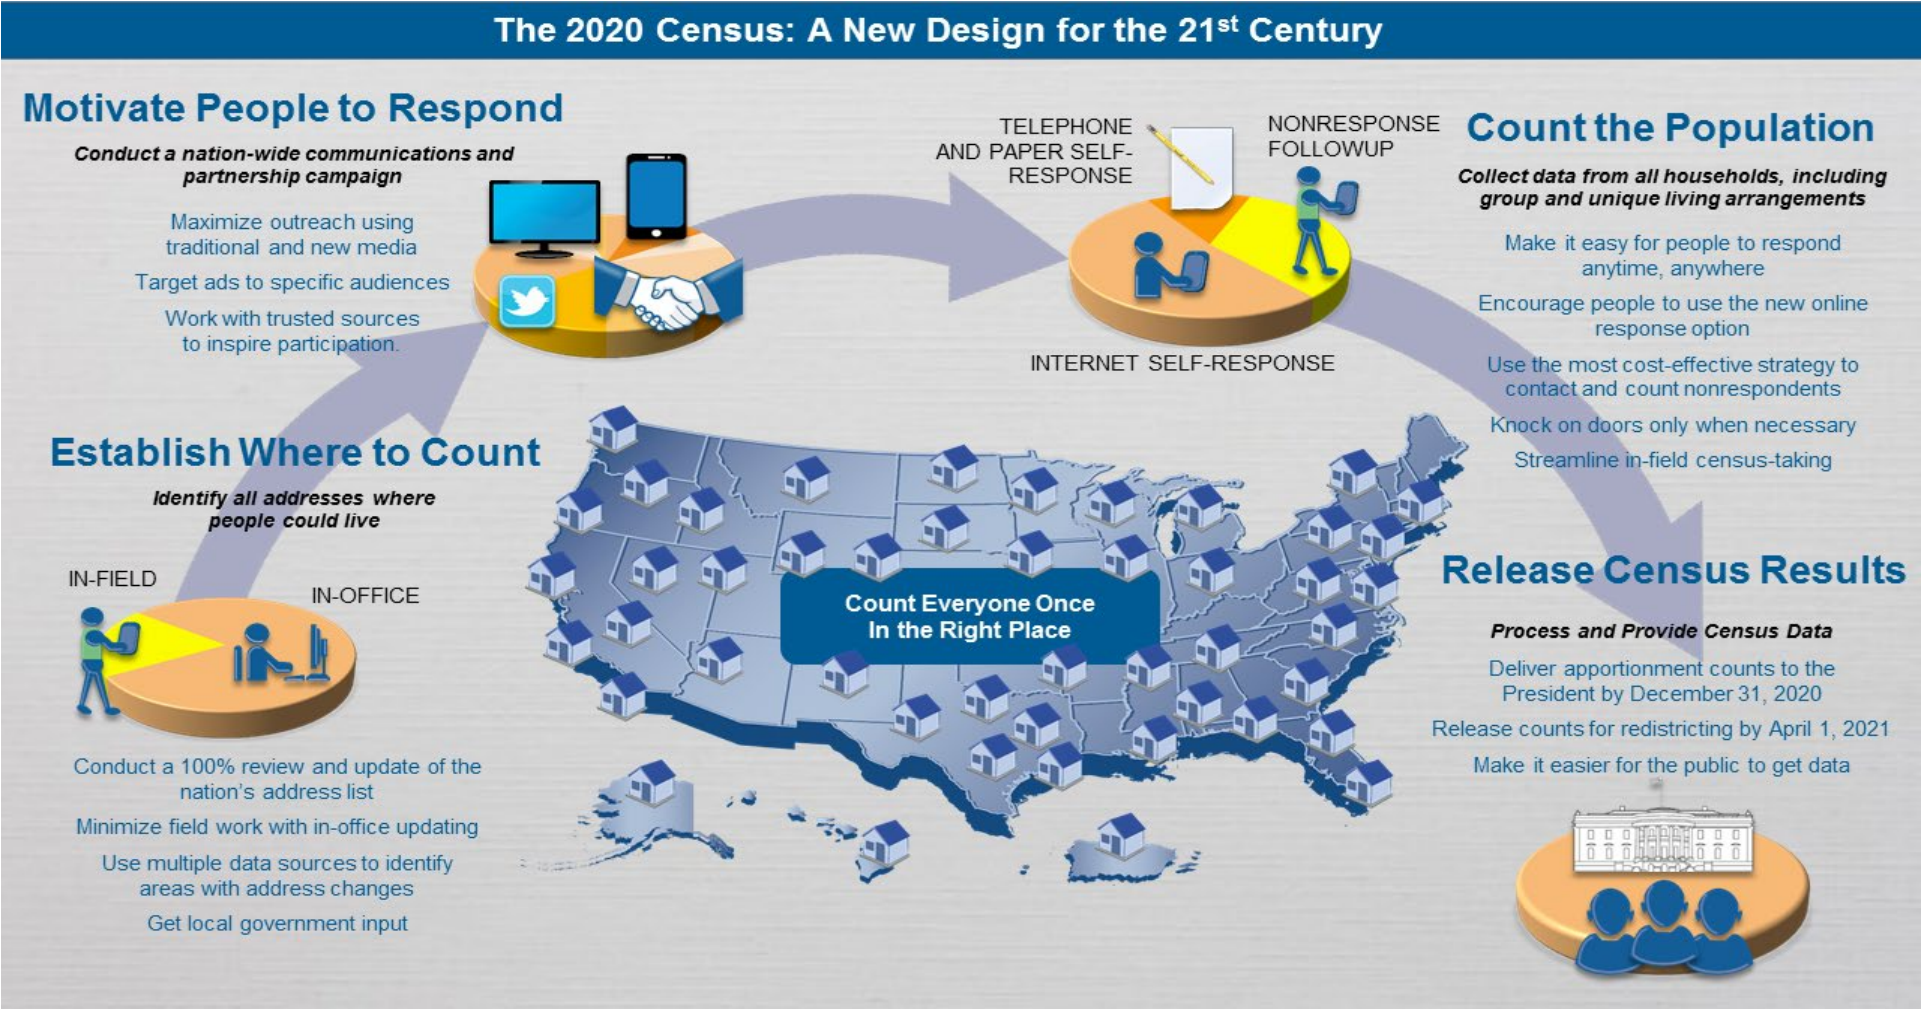 The 2020 Census: A New Design for the 21st Century
Motivate People to Respond
Conduct a nation-wide communications and
partnership campaign
Maximize outreach using
traditional and new media
Target ads to specific audiences
Work with trusted sources
to inspire participation.
TELEPHONE
AND PAPER SELF-
RESPONSE
NONRESPONSE
FOLLOWUP
INTERNET SELF-RESPONSE
Count the Population
Collect data from all households, including
group and unique living arrangements
Make it easy for people to respond
anytime, anywhere
Encourage people to use the new online
response option
Use the most cost-effective strategy to
contact and count nonrespondents
Knock on doors only when necessary
Streamline in-field census-taking
Establish Where to Count
Identify all addresses where
people could live
IN-FIELD
IN-OFFICE
Conduct a 100% review and update of the
nation's address list
Minimize field work with in-office updating
Use multiple data sources to identify
areas with address changes
Get local government input
Count Everyone Once
In the Right Place
Release Census Results
Process and Provide Census Data
Deliver apportionment counts to the
President by December 31, 2020
Release counts for redistricting by April 1, 2021
Make it easier for the public to get data